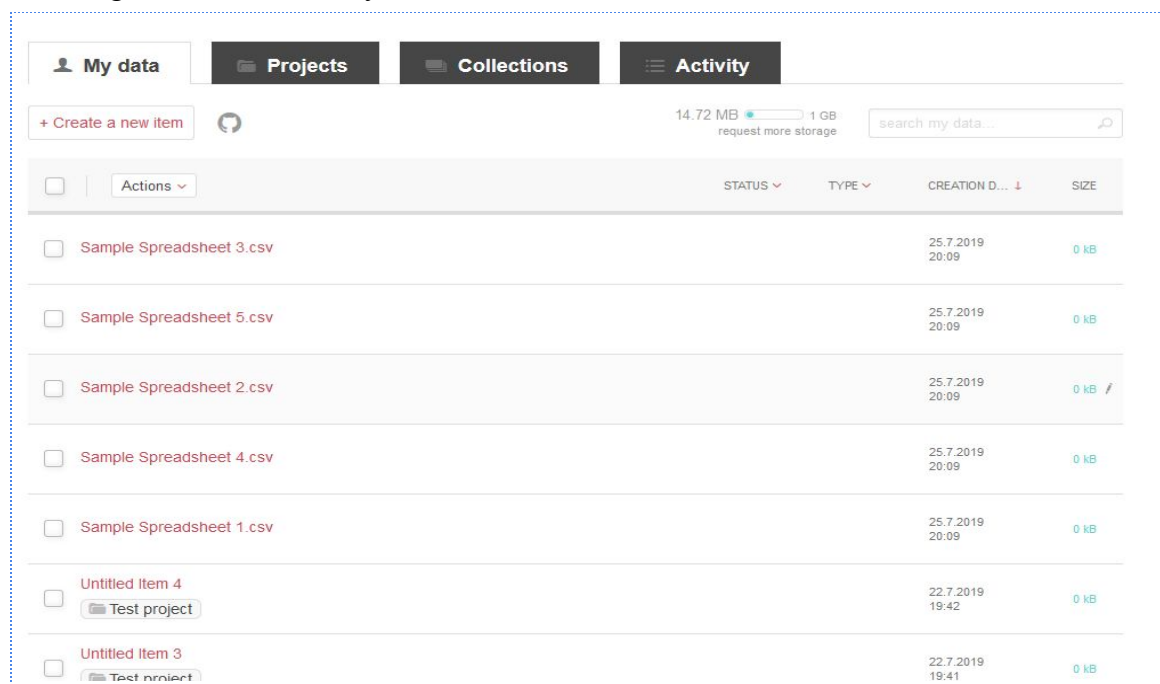 My data Projects Collections Activity
+ Create a new item 14.72 MB 1 GB search my data...
request more storage
Actions STATUS TYPE CREATION D... SIZE
Sample Spreadsheet 3.csv 25.7.2019 0 kB
20:09
Sample Spreadsheet 5.csv 25.7.2019 0 kB
20:09
Sample Spreadsheet 2.csv 25.7.2019 0 kB
20:09
Sample Spreadsheet 4.csv 25.7.2019 0 kB
20:09
Sample Spreadsheet 1.csv 25.7.2019 0 kB
20:09
Untitled Item 4 22.7.2019 0 kB
Test project 19:42
Untitled Item 3 22.7.2019 0 kB
Test project 19:41